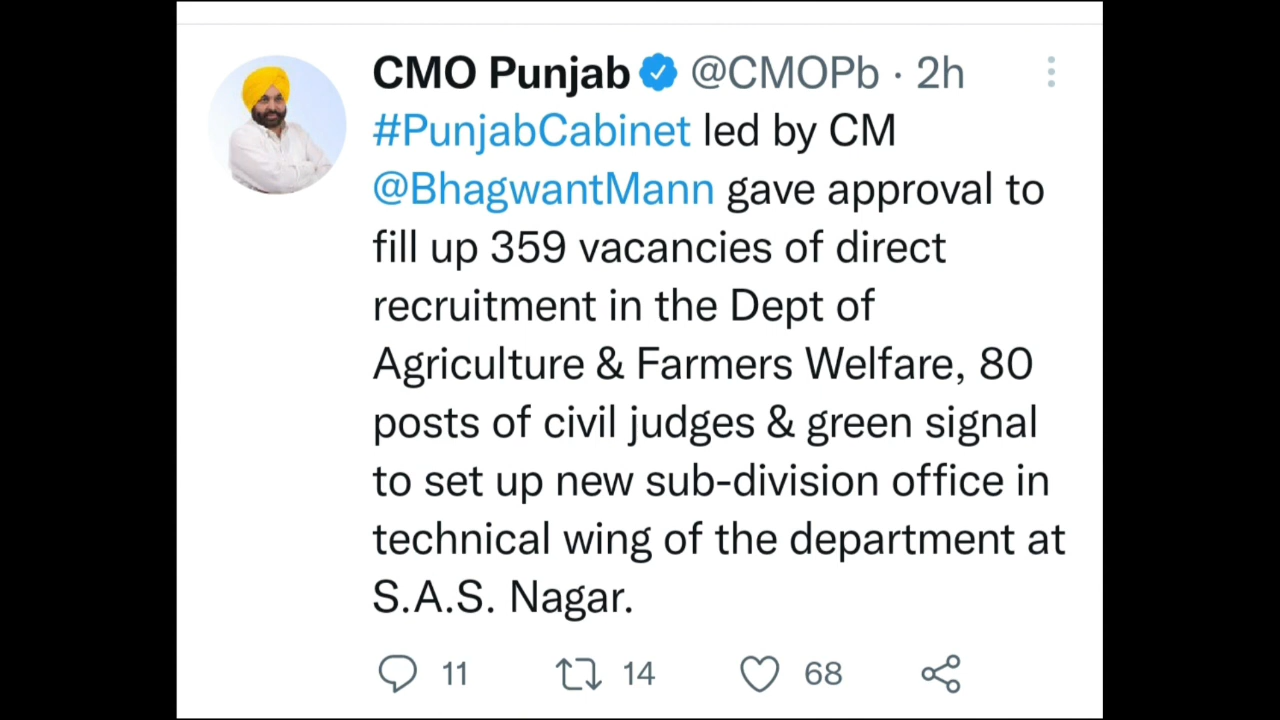 CMO Punjab @CMOPb · 2h
#PunjabCabinet led by CM
@BhagwantMann gave approval to
fill up 359 vacancies of direct
recruitment in the Dept of
Agriculture & Farmers Welfare, 80
posts of civil judges & green signal
to set up new sub-division office in
technical wing of the department at
S.A.S. Nagar.
11 14 68